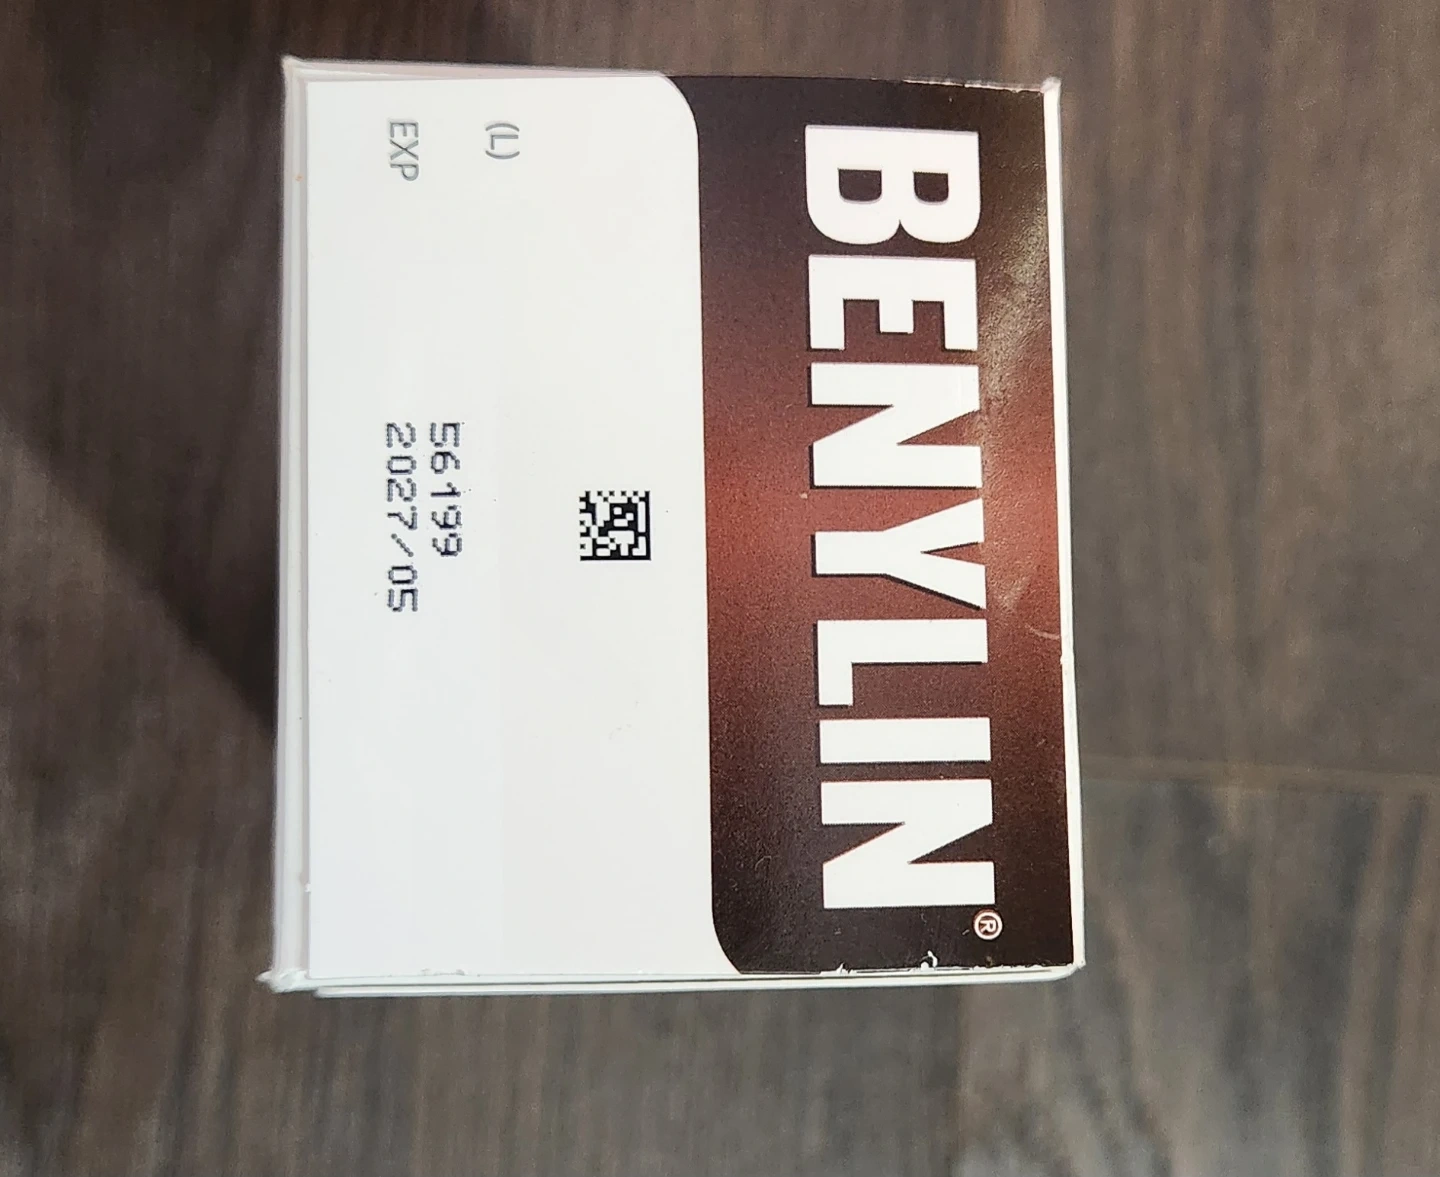 BENYLIN®
(L)
56199
EXP
2027/05